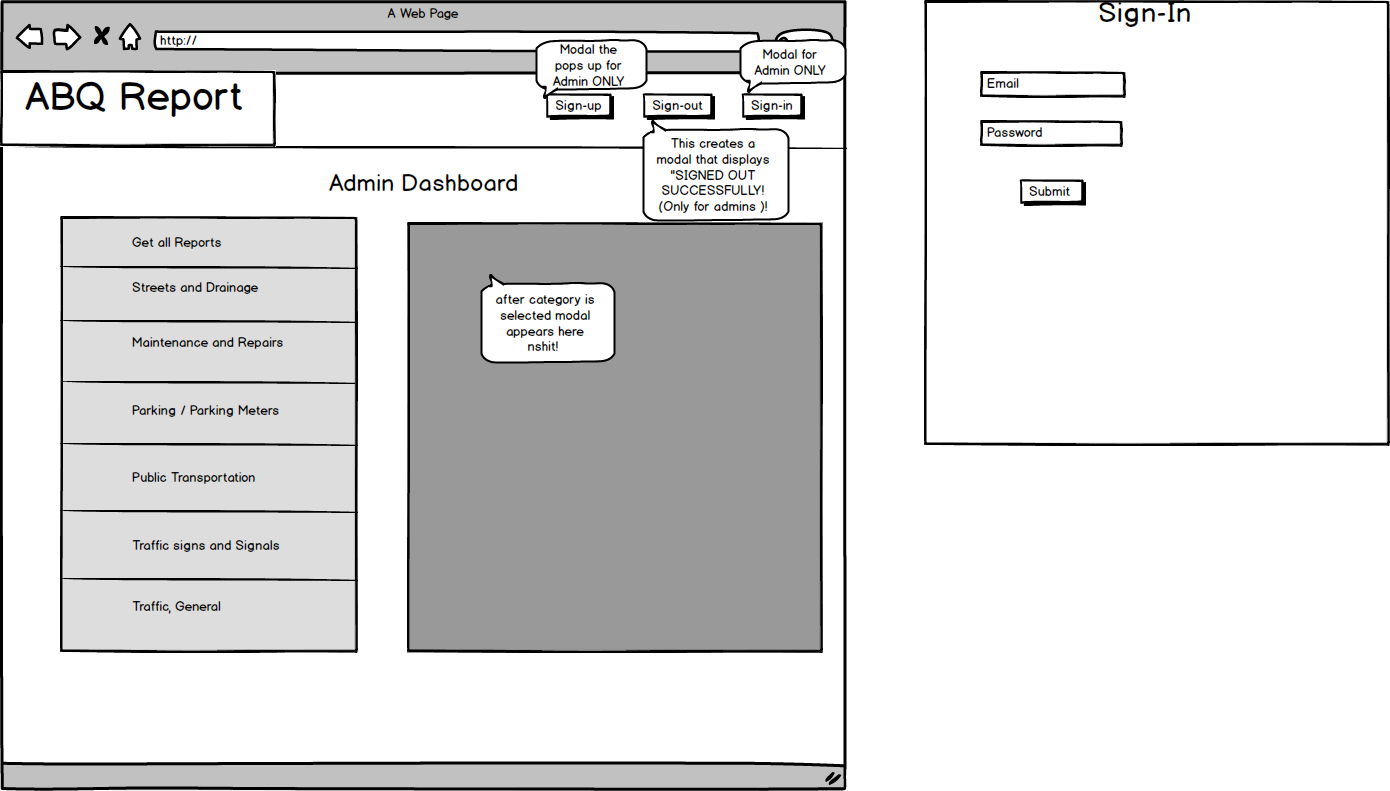 A Web Page
http://
Modal the
pops up for
Admin ONLY
Modal for
Admin ONLY
ABQ Report
Sign-up
Sign-out
Sign-in
This creates a
modal that displays
"SIGNED OUT
SUCCESSFULLY!
(Only for admins )!
Admin Dashboard
Get all Reports
Streets and Drainage
Maintenance and Repairs
Parking / Parking Meters
Public Transportation
Traffic signs and Signals
Traffic, General
after category is
selected modal
appears here
nshit!
Sign-In
Email
Password
Submit